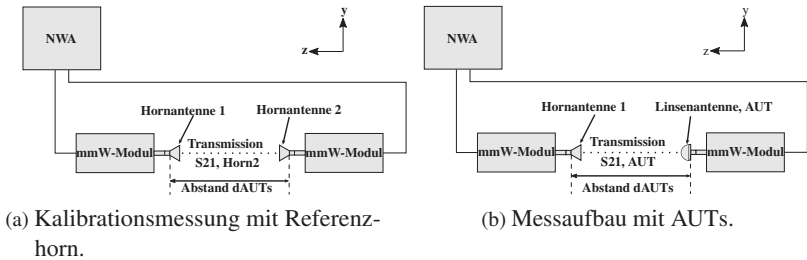 NWA
y
z
Hornantenne 1
Hornantenne 2
mmW-Modul
Transmission
S21, Horn2
mmW-Modul
Abstand dAUTs
(a) Kalibrationsmessung mit Referenz-
horn.
NWA
y
z
Hornantenne 1
Linsenantenne, AUT
mmW-Modul
Transmission
S21, AUT
mmW-Modul
Abstand dAUTs
(b) Messaufbau mit AUTs.